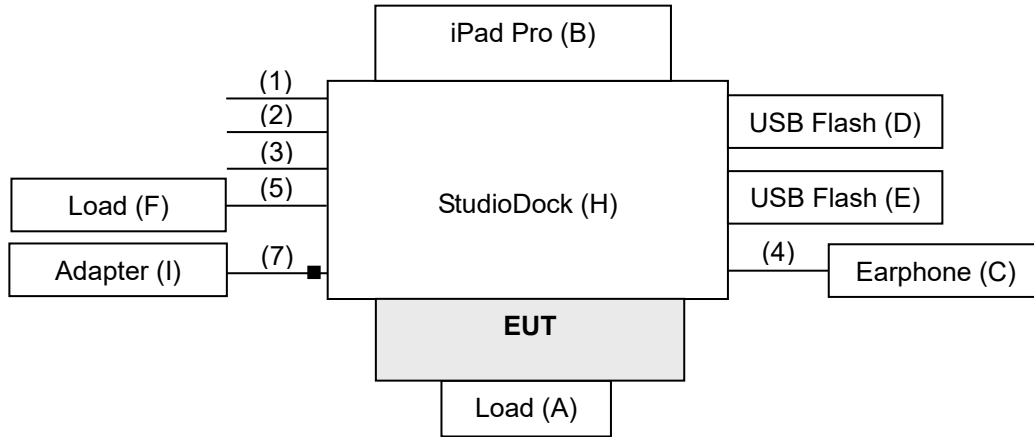 iPad Pro (B)
(1)
(2)
(3)
(5)
Load (F)
(7)
Adapter (I)
StudioDock (H)
USB Flash (D)
USB Flash (E)
(4)
Earphone (C)
EUT
Load (A)